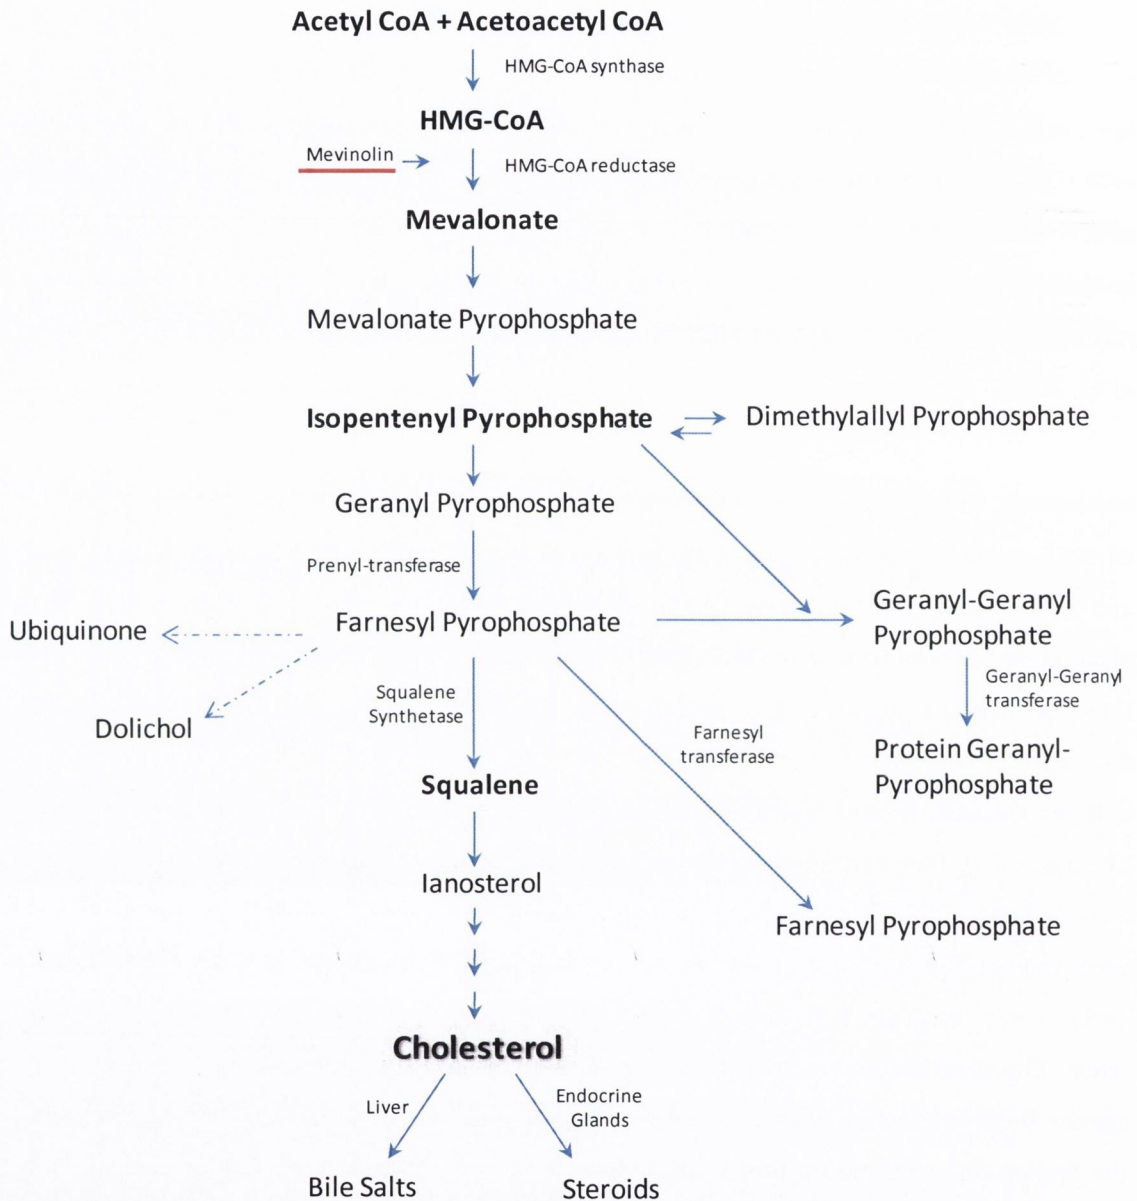 Acetyl CoA + Acetoacetyl CoA
HMG-CoA synthase
HMG-CoA
Mevinolin
HMG-CoA reductase
Mevalonate
Mevalonate Pyrophosphate
Isopentenyl Pyrophosphate
Dimethylallyl Pyrophosphate
Geranyl Pyrophosphate
Prenyl-transferase
Ubiquinone
Farnesyl Pyrophosphate
Geranyl-Geranyl
Pyrophosphate
Dolichol
Squalene
Synthetase
Farnesyl
transferase
Geranyl-Geranyl
transferase
Protein Geranyl-
Pyrophosphate
Squalene
Ianosterol
Farnesyl Pyrophosphate
Cholesterol
Liver
Endocrine
Glands
Bile Salts
Steroids